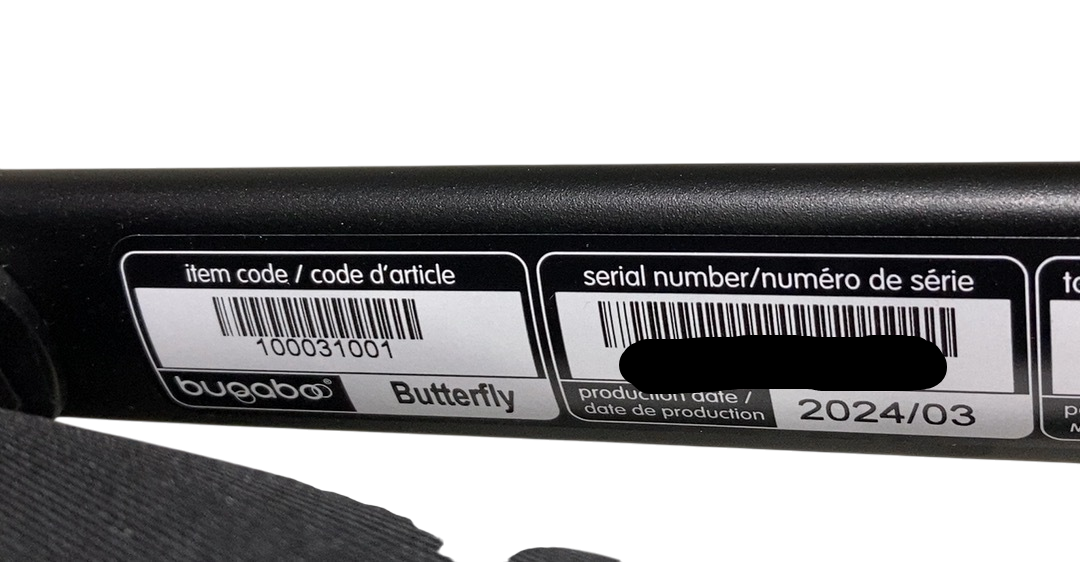 item code / code d'article
100031001
bugaboo®
Butterfly
serial number/numéro de série
production date /
date de production
2024/03